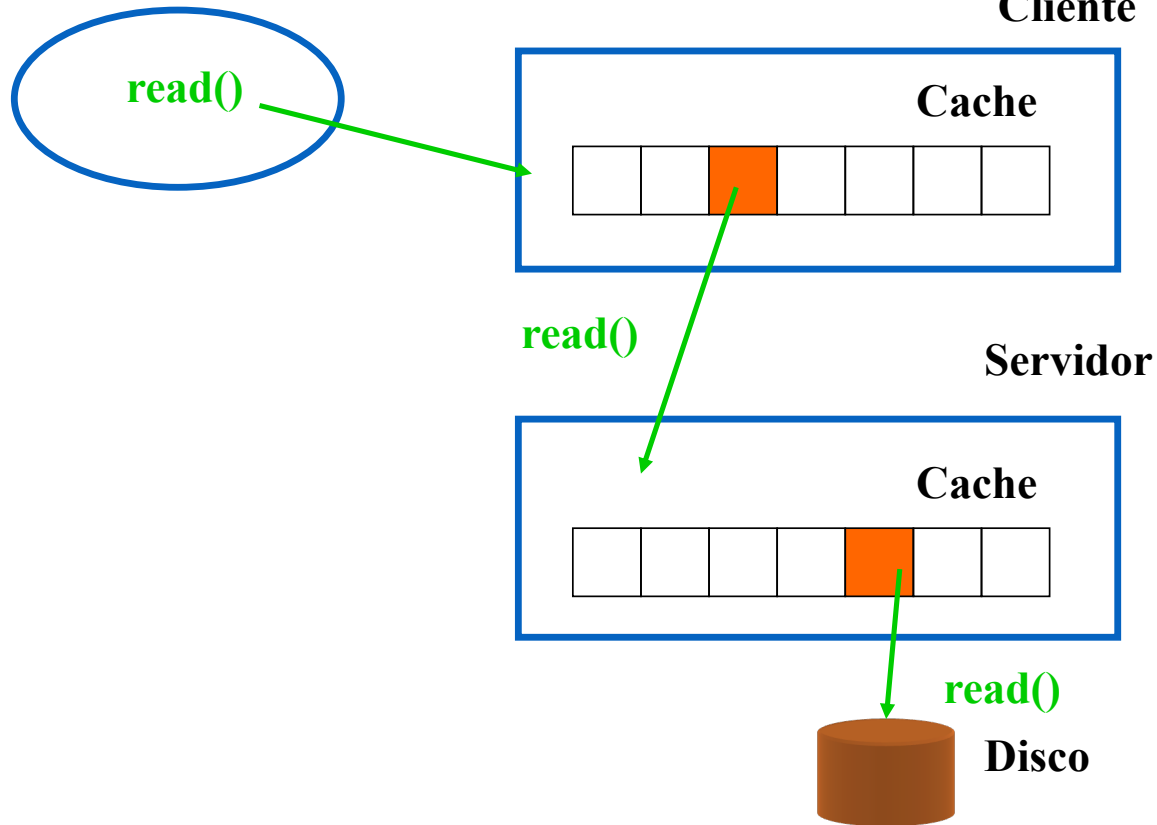 Cliente
read()
Cache
read()
Servidor
Cache
read()
Disco